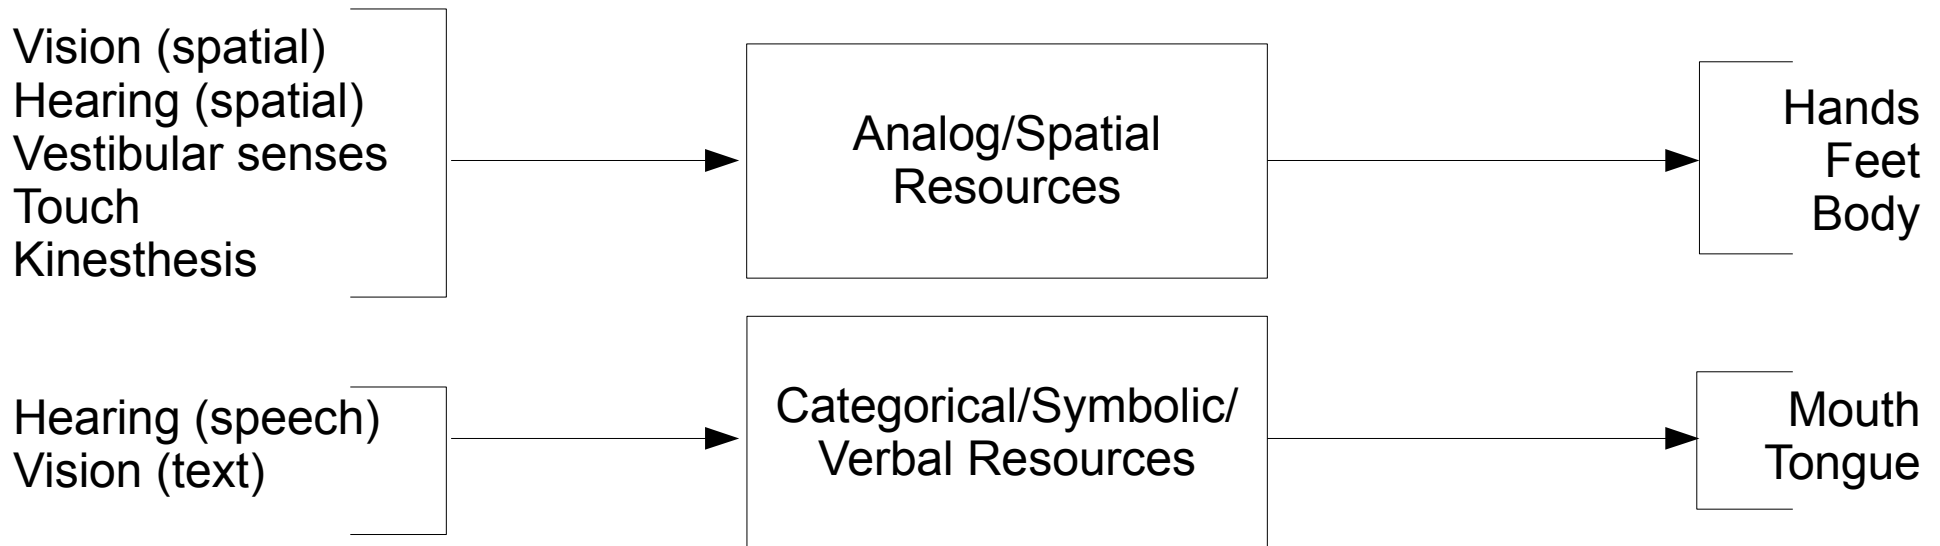 Vision (spatial)
Hearing (spatial)
Vestibular senses
Touch
Kinesthesis
Analog/Spatial
Resources
Hands
Feet
Body
Hearing (speech)
Vision (text)
Categorical/Symbolic/
Verbal Resources
Mouth
Tongue